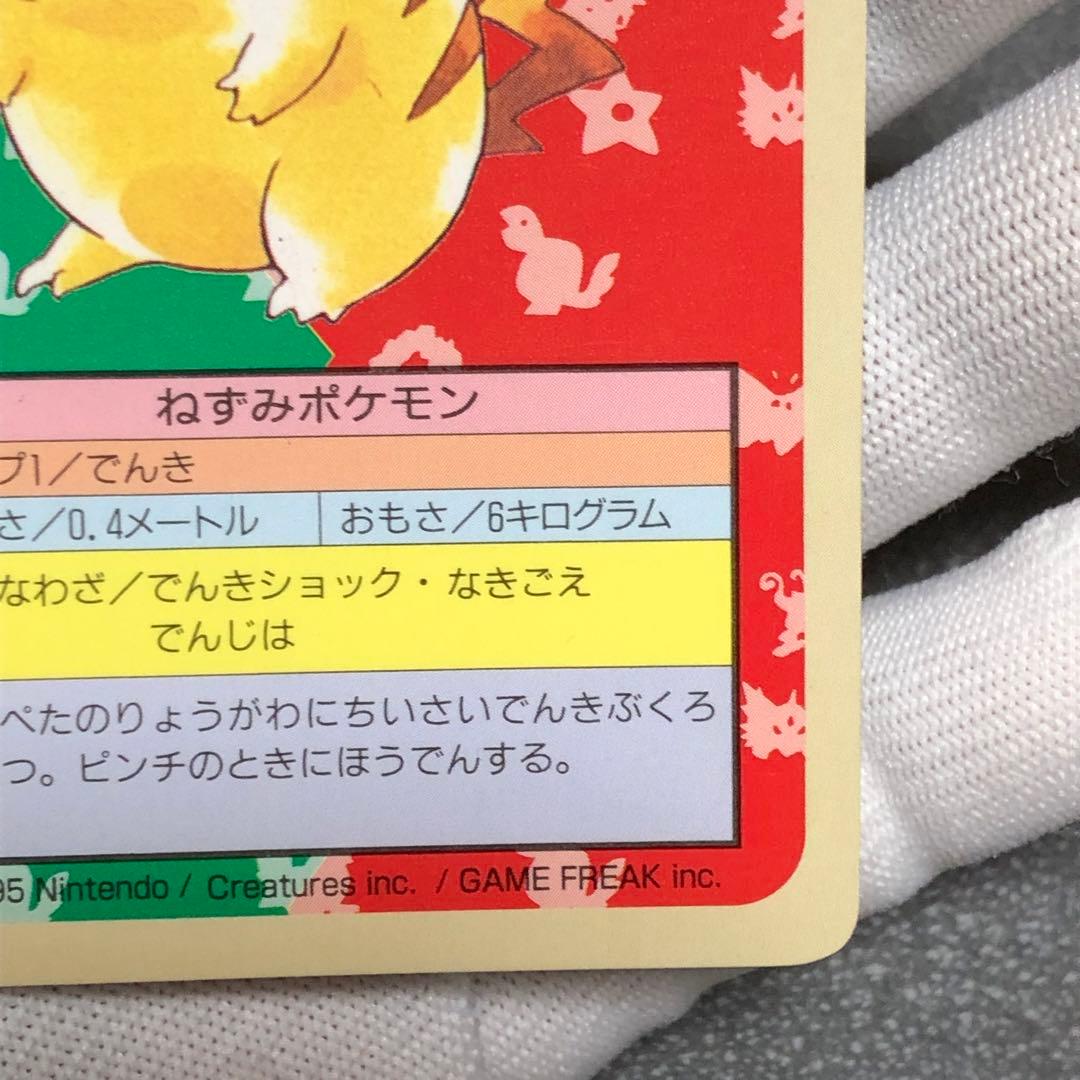 ねずみポケモン
プ1／でんき
さ／0.4メートル おもさ／6キログラム
なわざ／でんきショック・なきごえ
でんじは
ぺたのりょうがわにちいさいでんきぶくろ
つ。ピンチのときにほうでんする。
95 Nintendo / Creatures inc. / GAME FREAK inc.